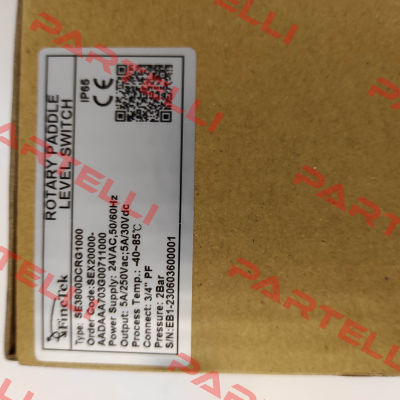 FineTek
ROTARY PADDLE
LEVEL SWITCH
IP65
CE
Type: SE3800DCRG1000
Order Code: SEX20000-
AADAAA703G00711000
Power Supply: 24VAC,50/60Hz
Output: 5A/250Vac;5A/30Vdc
Process Temp.: -40~85℃
Connect: 3/4" PF
Pressure: 2Bar
S/N:EB1-230603600001
PARTELLI
PARTELLI
PARTELLI
PARTELLI
PARTELLI